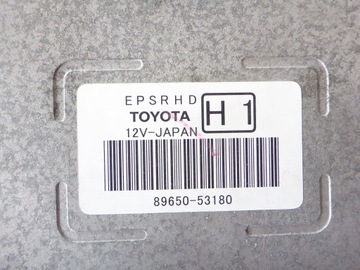 EPSRHD
TOYOTA H1
12V-JAPAN
89650-53180